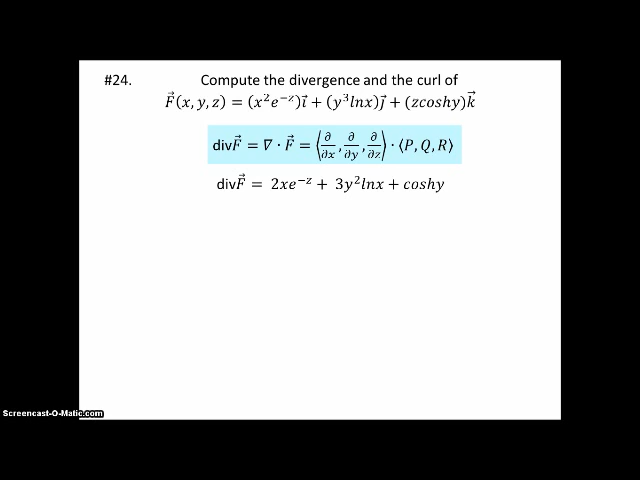 #24. Compute the divergence and the curl of
F⃗(x, y, z) = (x²e⁻ᶻ)i⃗ + (y³lnx)j⃗ + (zcoshy)k⃗
divF⃗ = ∇ · F⃗ = ⟨∂/∂x, ∂/∂y, ∂/∂z⟩ · ⟨P, Q, R⟩
divF⃗ = 2xe⁻ᶻ + 3y²lnx + coshy
Screencast-O-Matic.com